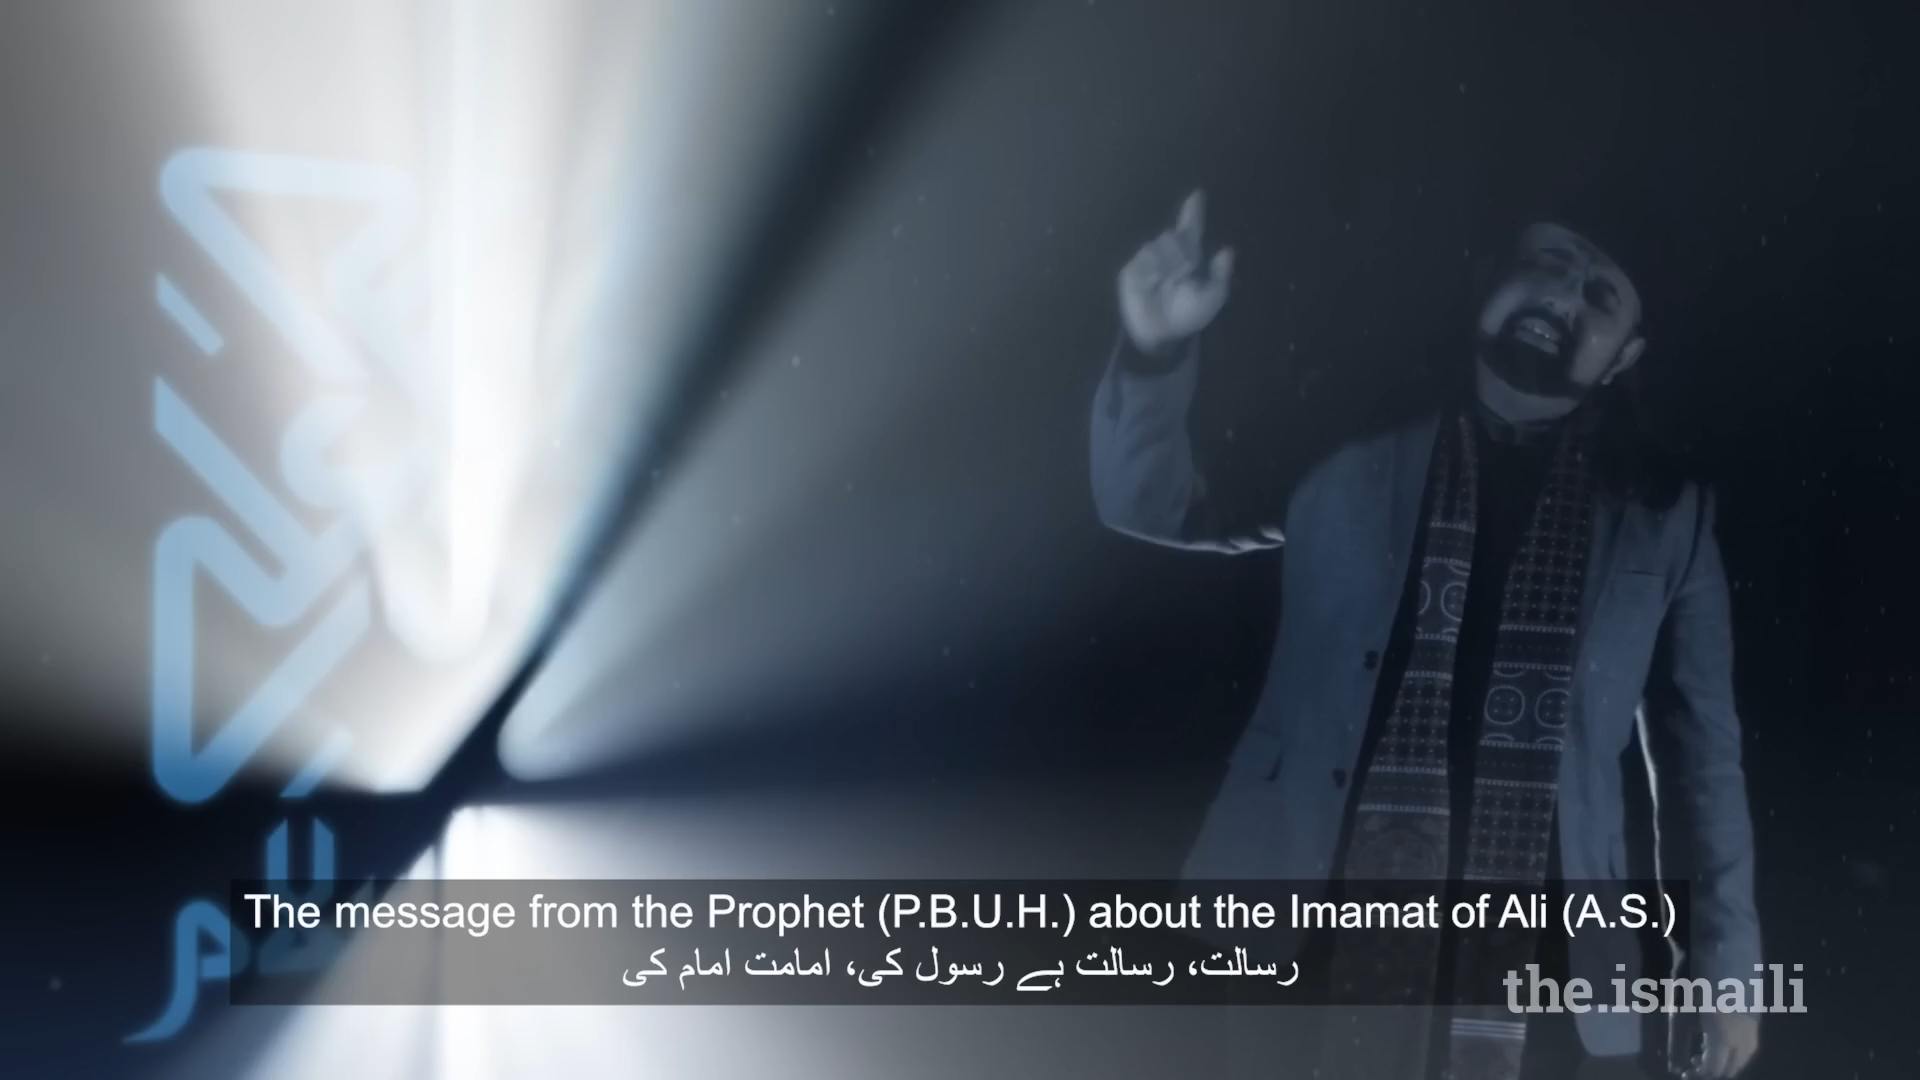 The message from the Prophet (P.B.U.H.) about the Imamat of Ali (A.S.)
رسالت، رسالت ہے رسول کی، امامت امام کی
the.ismaili